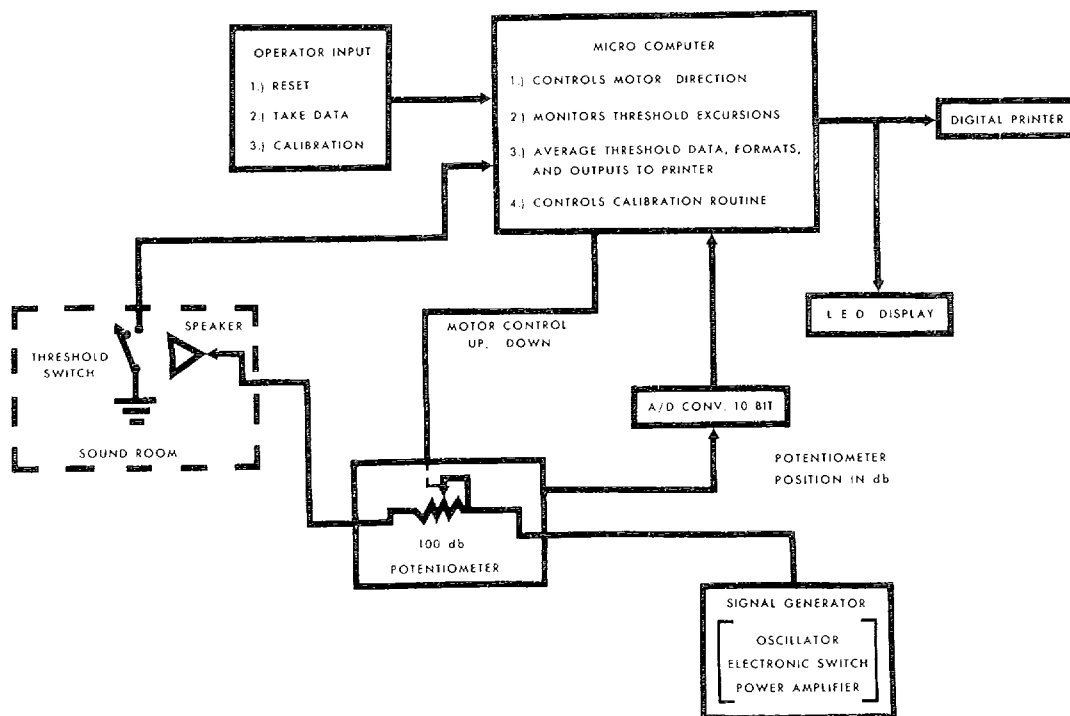 OPERATOR INPUT
1.) RESET
2.) TAKE DATA
3.) CALIBRATION
MICRO COMPUTER
1.) CONTROLS MOTOR DIRECTION
2.) MONITORS THRESHOLD EXCURSIONS
3.) AVERAGE THRESHOLD DATA, FORMATS,
AND OUTPUTS TO PRINTER
4.) CONTROLS CALIBRATION ROUTINE
DIGITAL PRINTER
L E D DISPLAY
SPEAKER
THRESHOLD
SWITCH
SOUND ROOM
MOTOR CONTROL
UP, DOWN
A/D CONV. 10 BIT
POTENTIOMETER
POSITION IN db
100 db
POTENTIOMETER
SIGNAL GENERATOR
OSCILLATOR
ELECTRONIC SWITCH
POWER AMPLIFIER